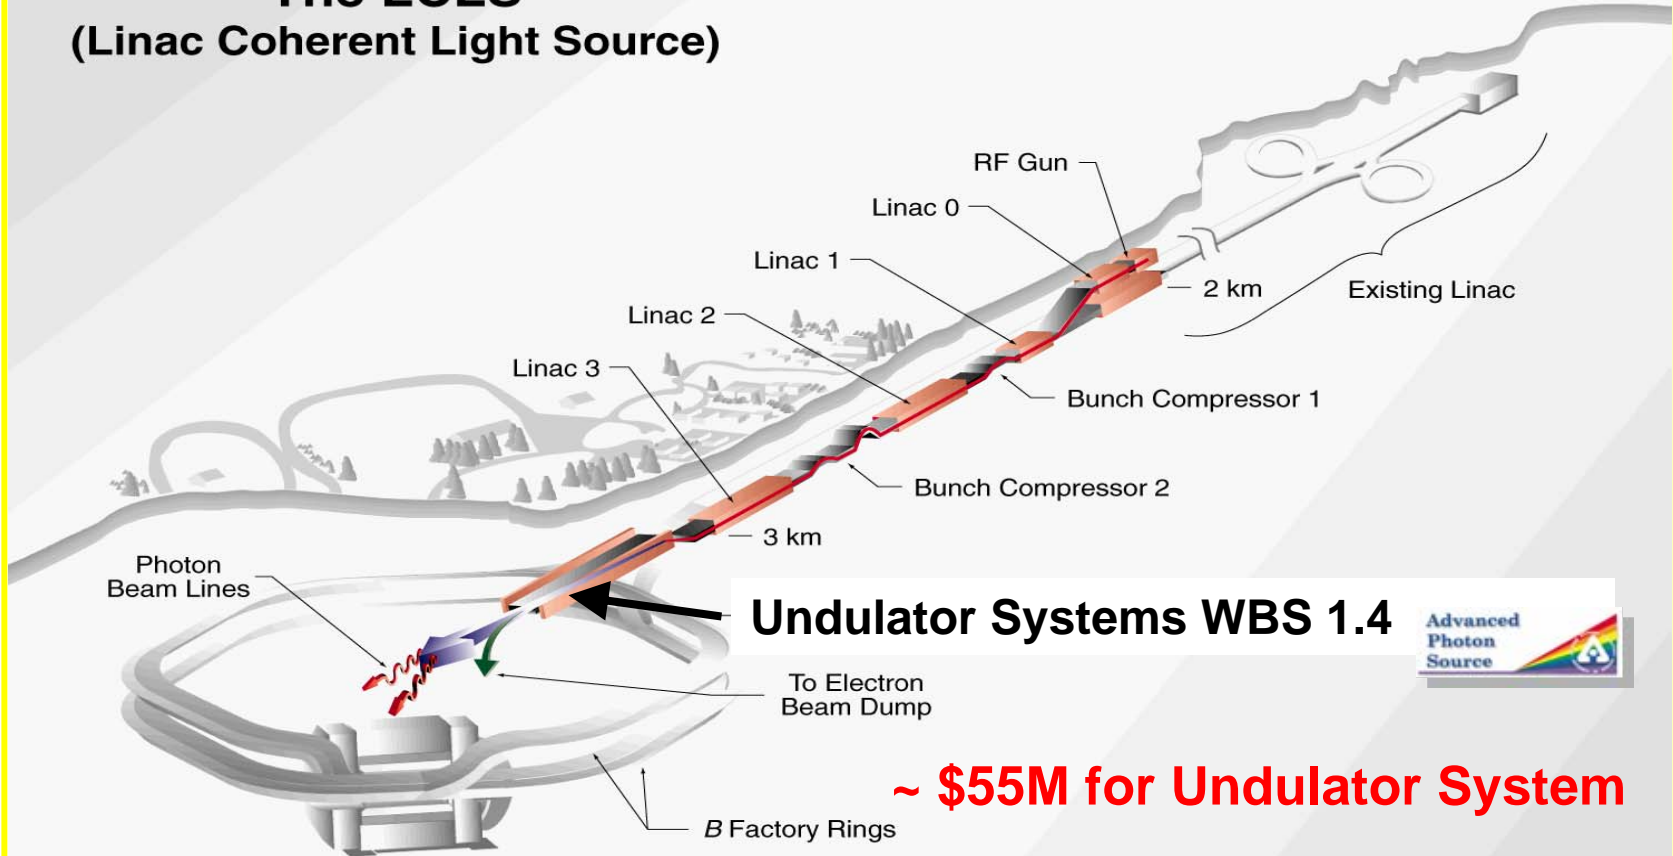 The LCLS
(Linac Coherent Light Source)
RF Gun
Linac 0
Linac 1
2 km
Existing Linac
Linac 2
Linac 3
Bunch Compressor 1
Bunch Compressor 2
3 km
Photon
Beam Lines
Undulator Systems WBS 1.4
Advanced
Photon
Source
To Electron
Beam Dump
~ $55M for Undulator System
B Factory Rings